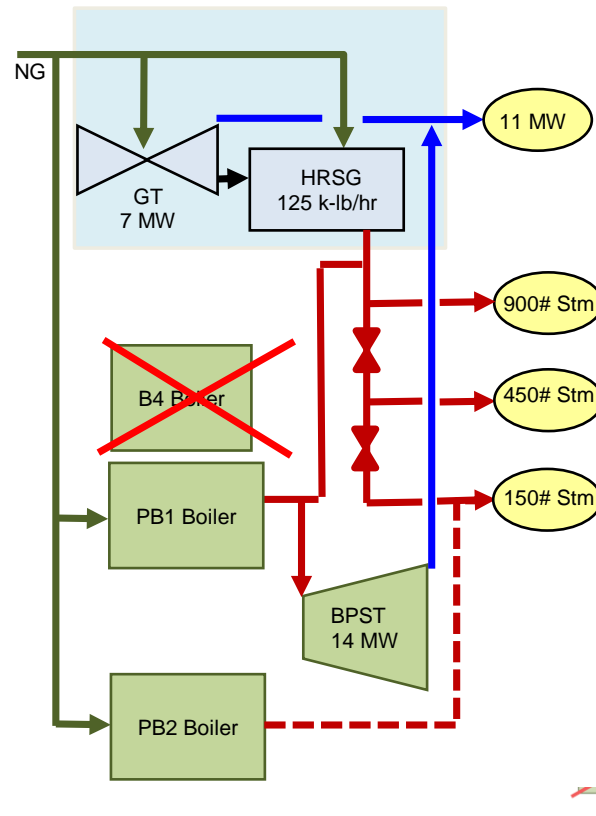 NG
11 MW
GT
7 MW
HRSG
125 k-lb/hr
900# Stm
B4 Boiler
450# Stm
PB1 Boiler
150# Stm
BPST
14 MW
PB2 Boiler